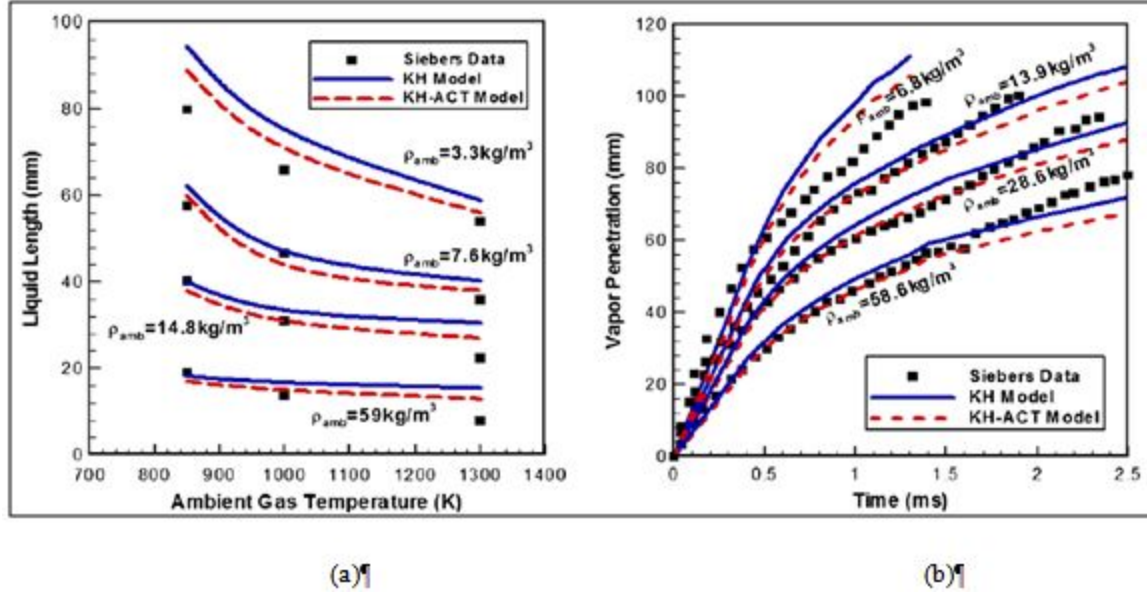 100
80
60
40
20
0
Liquid Length (mm)
Siebers Data
KH Model
KH-ACT Model
ρamb=3.3kg/m³
ρamb=7.6kg/m³
ρamb=14.8kg/m³
ρamb=59kg/m³
700 800 900 1000 1100 1200 1300 1400
Ambient Gas Temperature (K)
120
100
80
60
40
20
0
Vapor Penetration (mm)
ρamb=6.8kg/m³
ρamb=13.9kg/m³
ρamb=28.6kg/m³
ρamb=58.6kg/m³
Siebers Data
KH Model
KH-ACT Model
0 0.5 1 1.5 2 2.5
Time (ms)
(a)¶ (b)¶